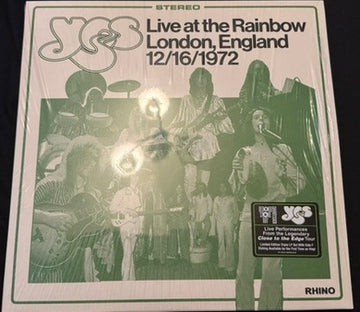 STEREO
YES
Live at the Rainbow
London, England
12/16/1972
YES
Live Performances
From the Legendary
Close to the Edge Tour
RHINO